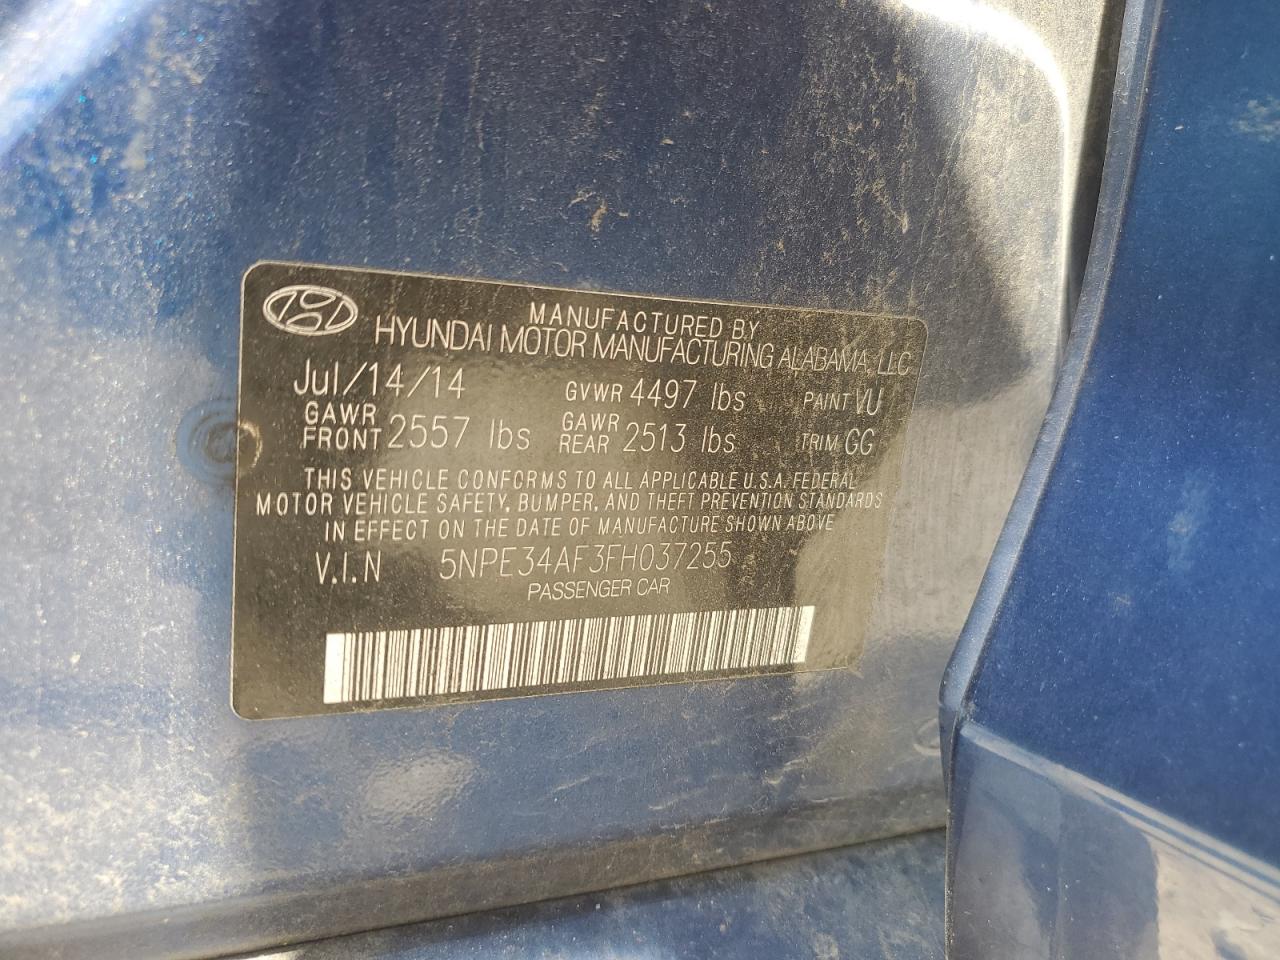 MANUFACTURED BY
HYUNDAI MOTOR MANUFACTURING ALABAMA, LLC
Jul/14/14 GVWR 4497 lbs PAINT VU
GAWR FRONT 2557 lbs GAWR REAR 2513 lbs TRIM GG
THIS VEHICLE CONFORMS TO ALL APPLICABLE U.S.A. FEDERAL
MOTOR VEHICLE SAFETY, BUMPER, AND THEFT PREVENTION STANDARDS
IN EFFECT ON THE DATE OF MANUFACTURE SHOWN ABOVE
V.I.N 5NPE34AF3FH037255
PASSENGER CAR